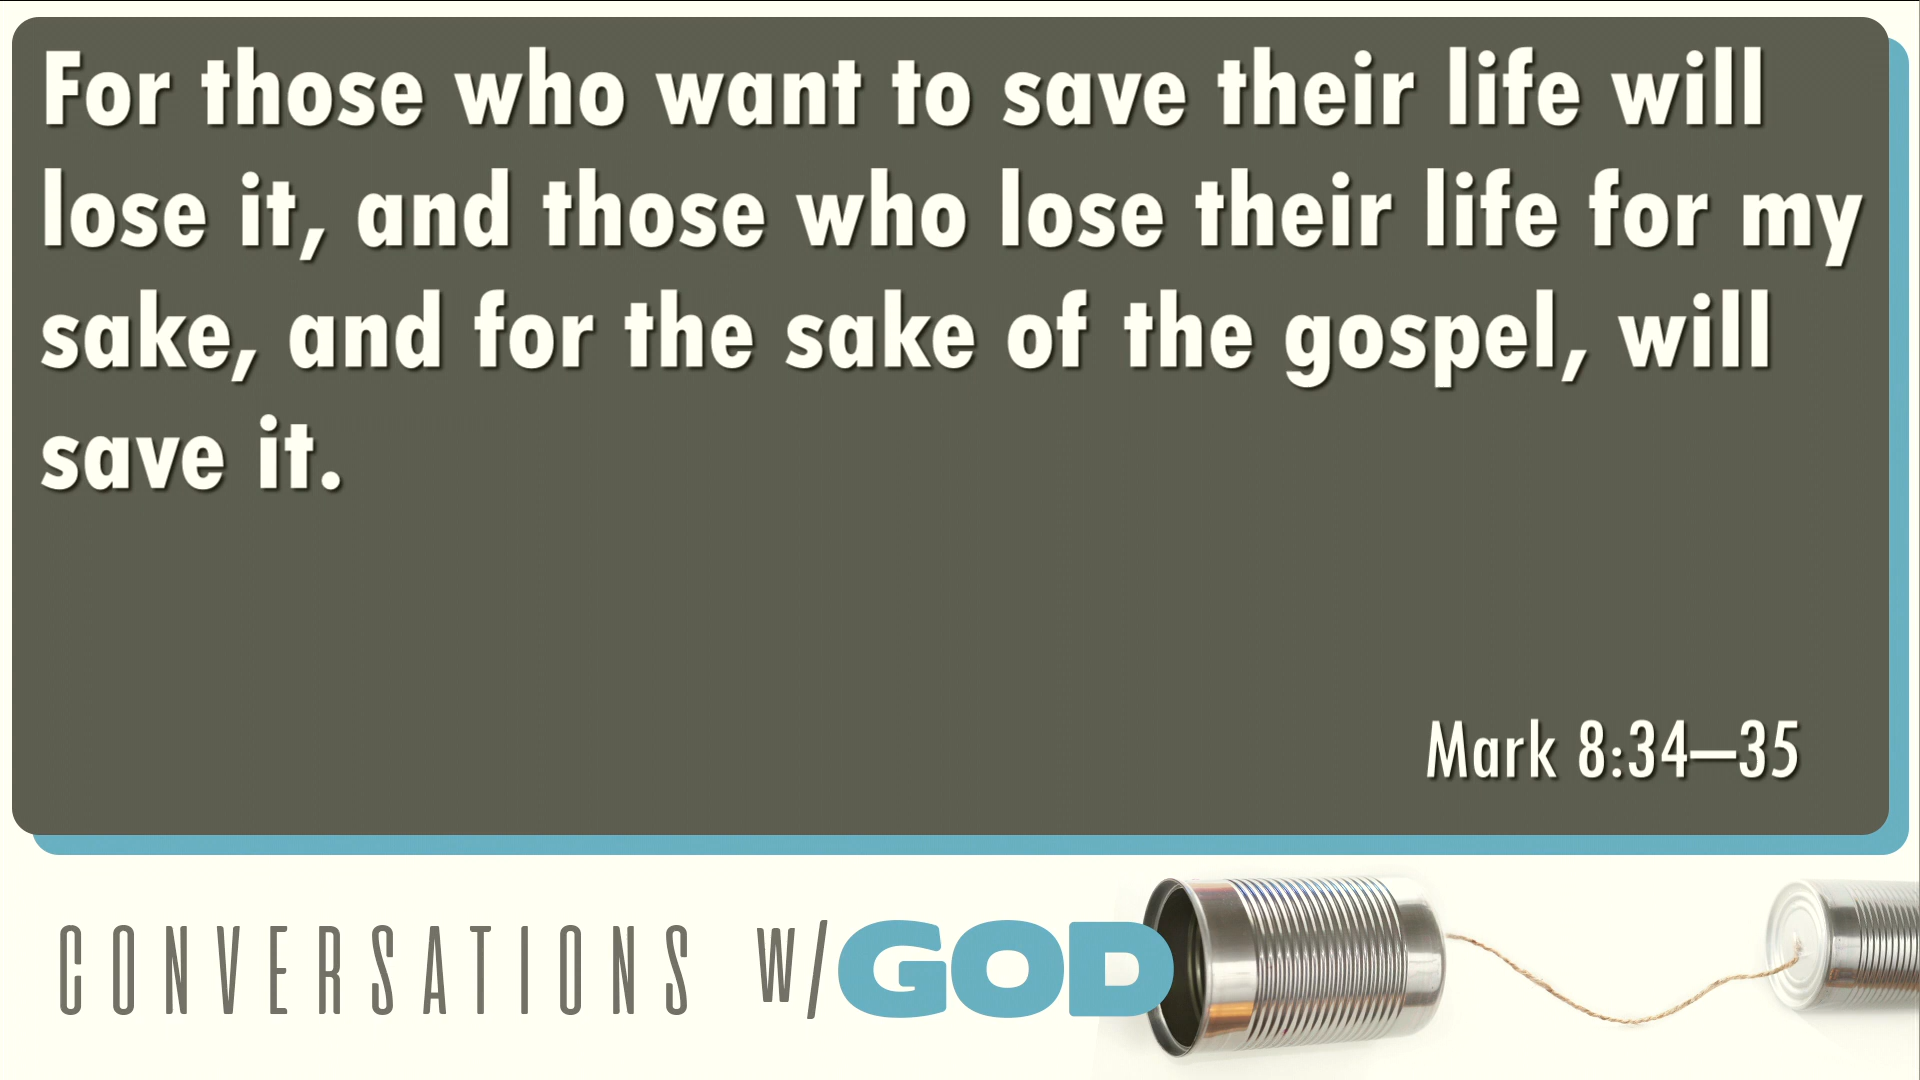 For those who want to save their life will
lose it, and those who lose their life for my
sake, and for the sake of the gospel, will
save it.
Mark 8:34—35
CONVERSATIONS W/GOD